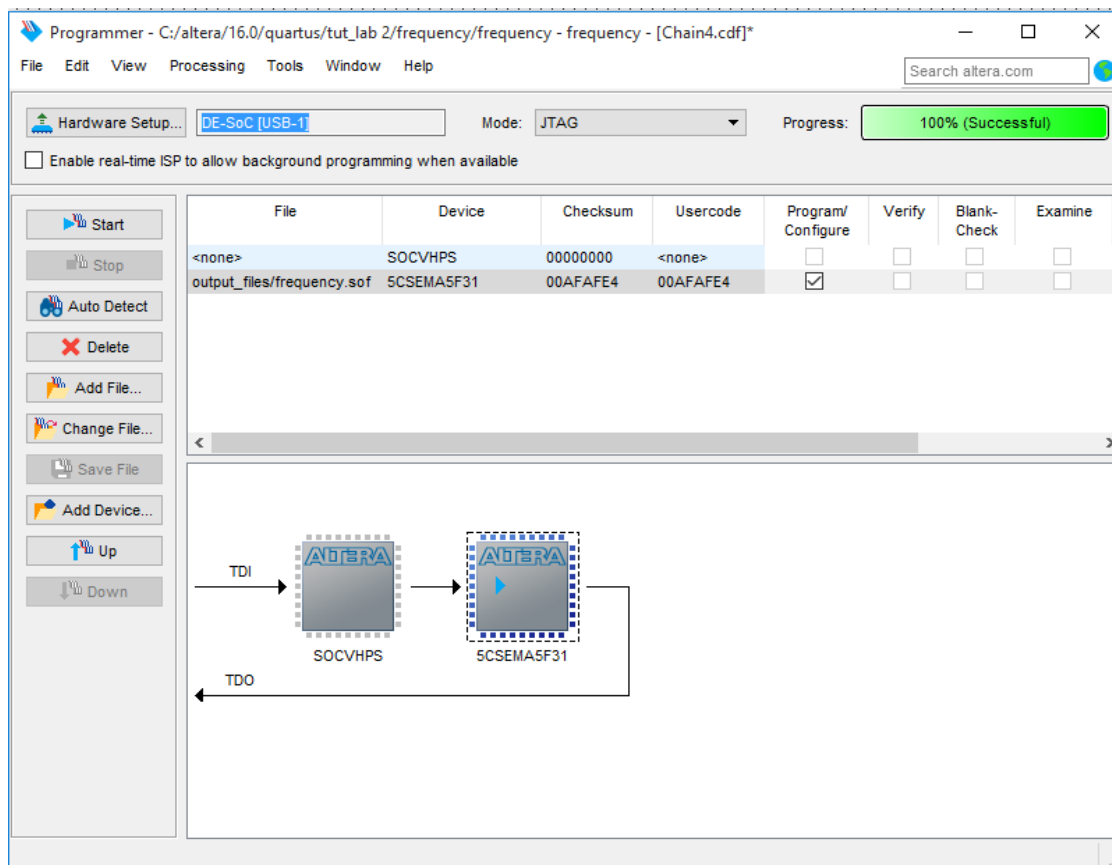 Programmer - C:/altera/16.0/quartus/tut_lab 2/frequency/frequency - frequency - [Chain4.cdf]*
File Edit View Processing Tools Window Help
Search altera.com
Hardware Setup... DE-SoC [USB-1] Mode: JTAG Progress: 100% (Successful)
Enable real-time ISP to allow background programming when available
Start
Stop
Auto Detect
Delete
Add File...
Change File...
Save File
Add Device...
Up
Down
File Device Checksum Usercode Program/ Verify Blank- Examine
Configure Check
<none> SOCVHPS 00000000 <none>
output_files/frequency.sof 5CSEMA5F31 00AFAFE4 00AFAFE4
ALTERA ALTERA
TDI
SOCVHPS 5CSEMA5F31
TDO